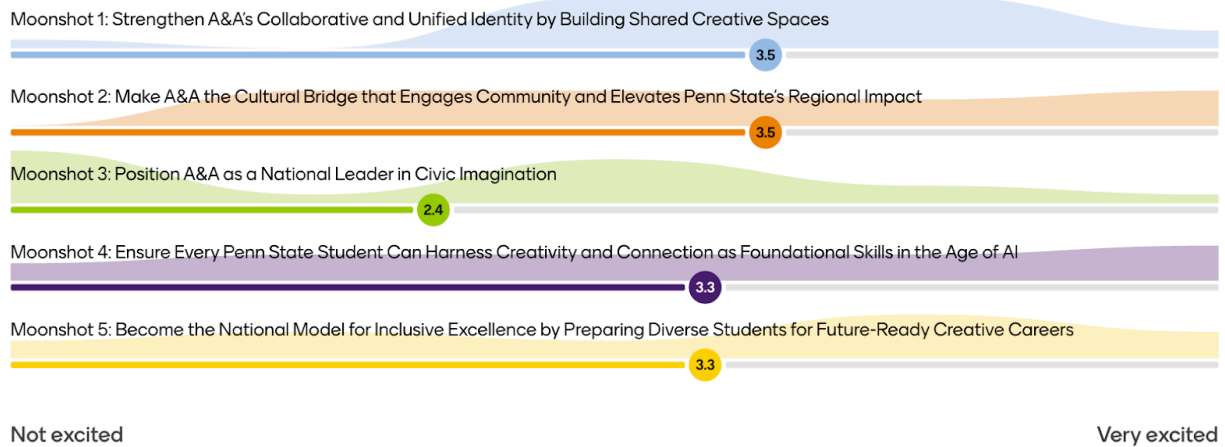 Moonshot 1: Strengthen A&A's Collaborative and Unified Identity by Building Shared Creative Spaces
3.5
Moonshot 2: Make A&A the Cultural Bridge that Engages Community and Elevates Penn State's Regional Impact
3.5
Moonshot 3: Position A&A as a National Leader in Civic Imagination
2.4
Moonshot 4: Ensure Every Penn State Student Can Harness Creativity and Connection as Foundational Skills in the Age of AI
3.3
Moonshot 5: Become the National Model for Inclusive Excellence by Preparing Diverse Students for Future-Ready Creative Careers
3.3
Not excited
Very excited